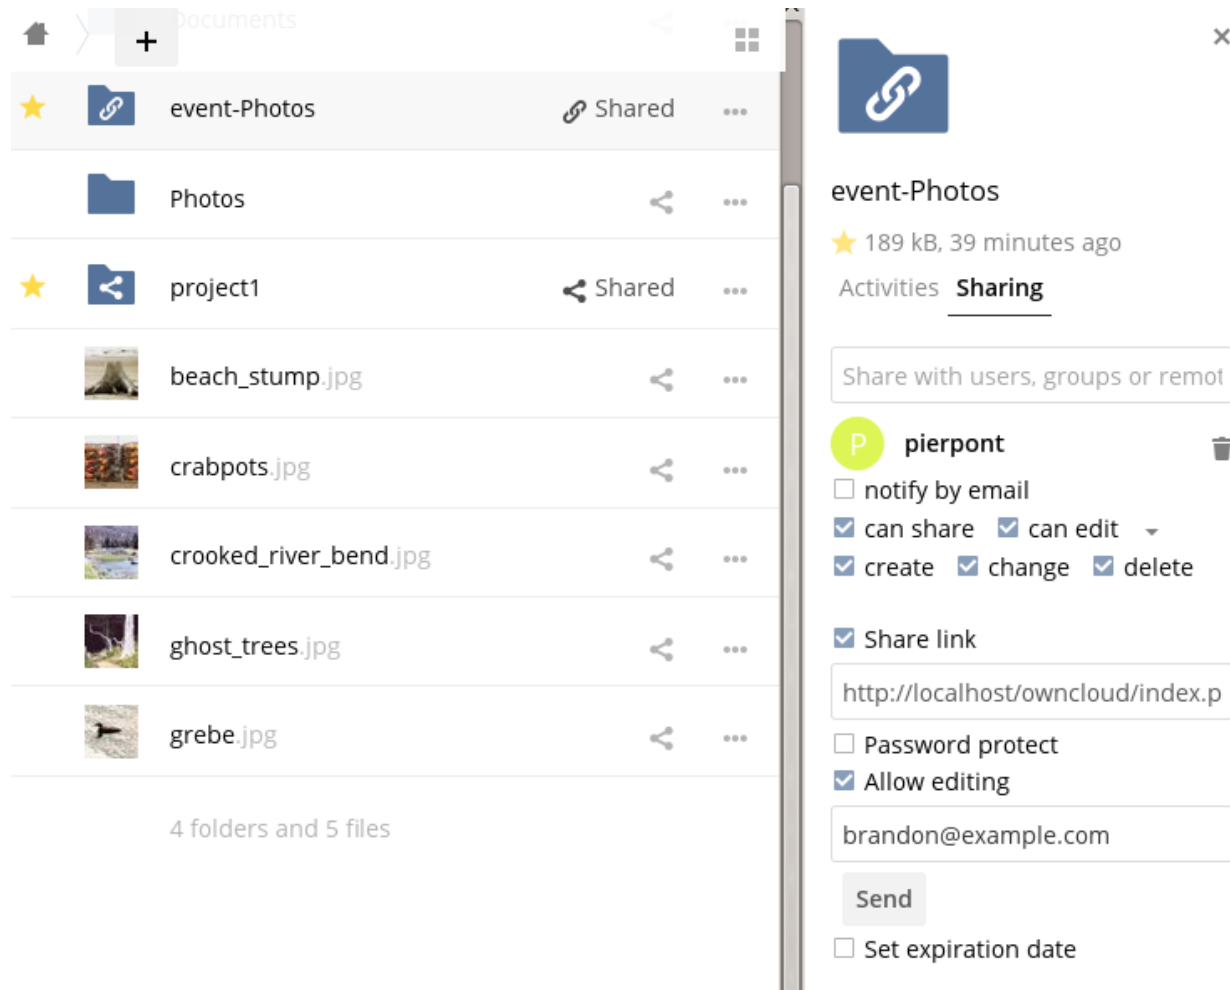 Documents
+
event-Photos Shared
Photos
project1 Shared
beach_stump.jpg
crabpots.jpg
crooked_river_bend.jpg
ghost_trees.jpg
grebe.jpg
4 folders and 5 files
event-Photos
189 kB, 39 minutes ago
Activities Sharing
Share with users, groups or remot
P pierpont
notify by email
can share can edit
create change delete
Share link
http://localhost/owncloud/index.p
Password protect
Allow editing
brandon@example.com
Send
Set expiration date